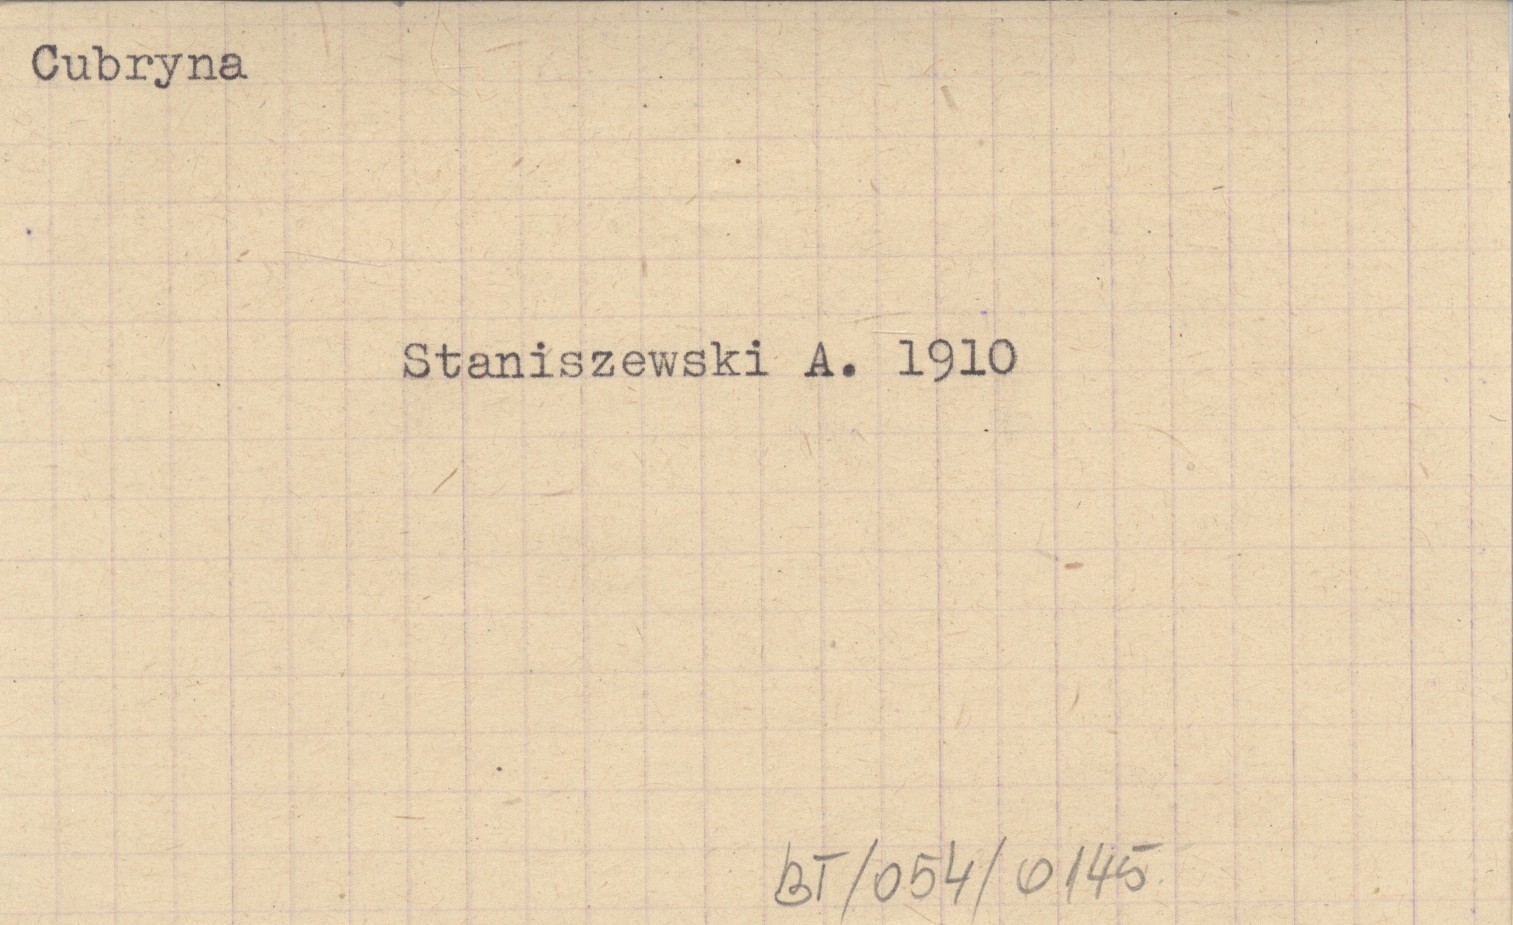 Cubryna
Staniszewski A. 1910
BT/054/0145